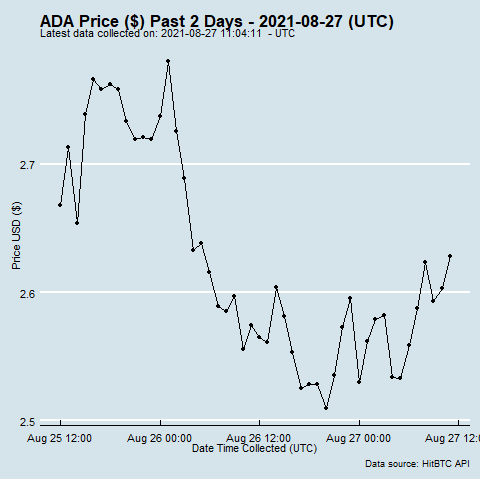 ADA Price ($) Past 2 Days - 2021-08-27 (UTC)
Latest data collected on: 2021-08-27 11:04:11 - UTC
Price USD ($)
2.7
2.6
2.5
Aug 25 12:00 Aug 26 00:00 Aug 26 12:00 Aug 27 00:00 Aug 27 12:0
Date Time Collected (UTC)
Data source: HitBTC API